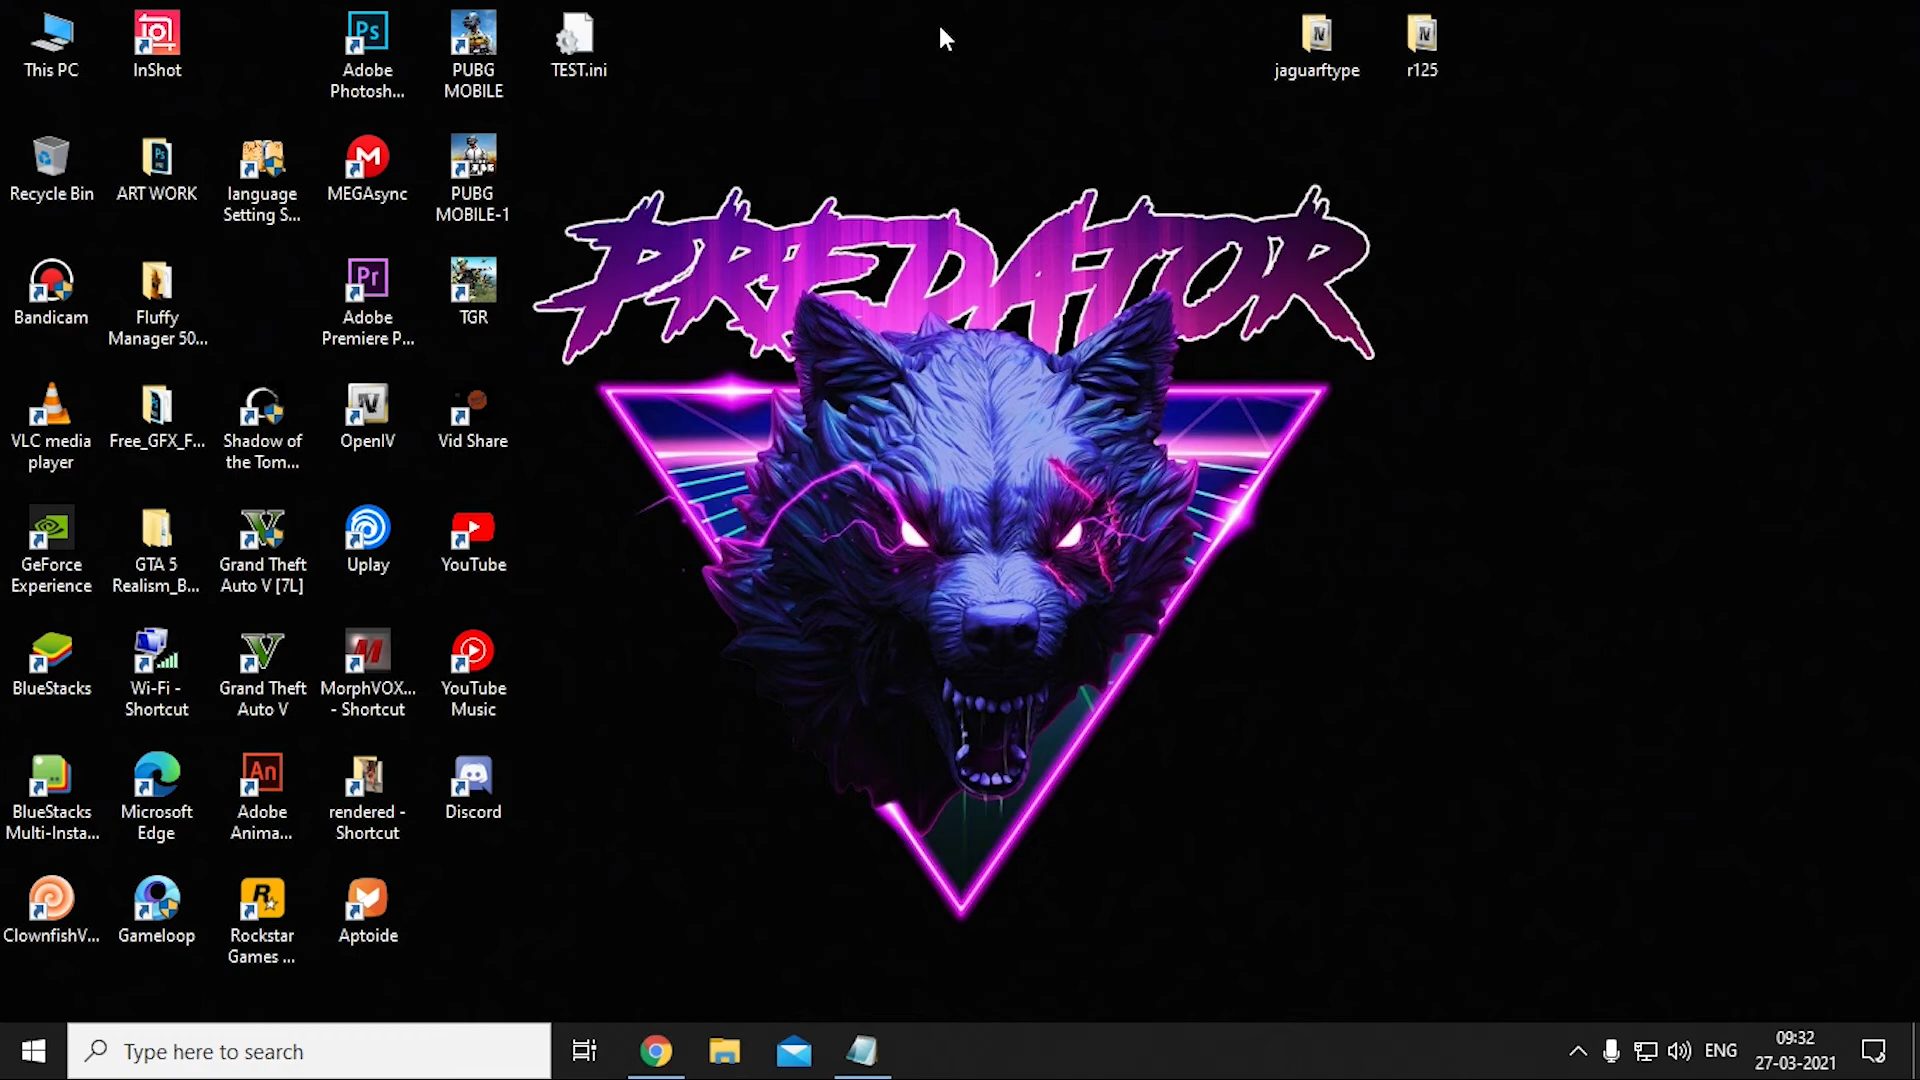 This PC
InShot
Adobe
Photosh...
PUBG
MOBILE
TEST.ini
jaguarftype
r125
Recycle Bin
ART WORK
language
Setting S...
MEGAsync
PUBG
MOBILE-1
PREDATOR
Bandicam
Fluffy
Manager 50...
Adobe
Premiere P...
TGR
VLC media
player
Free_GFX_F...
Shadow of
the Tom...
OpenIV
Vid Share
GeForce
Experience
GTA 5
Realism_B...
Grand Theft
Auto V [7L]
Uplay
YouTube
BlueStacks
Wi-Fi -
Shortcut
Grand Theft
Auto V
MorphVOX...
- Shortcut
YouTube
Music
BlueStacks
Multi-Insta...
Microsoft
Edge
Adobe
Anima...
rendered -
Shortcut
Discord
ClownfishV...
Gameloop
Rockstar
Games ...
Aptoide
Type here to search
ENG
09:32
27-03-2021